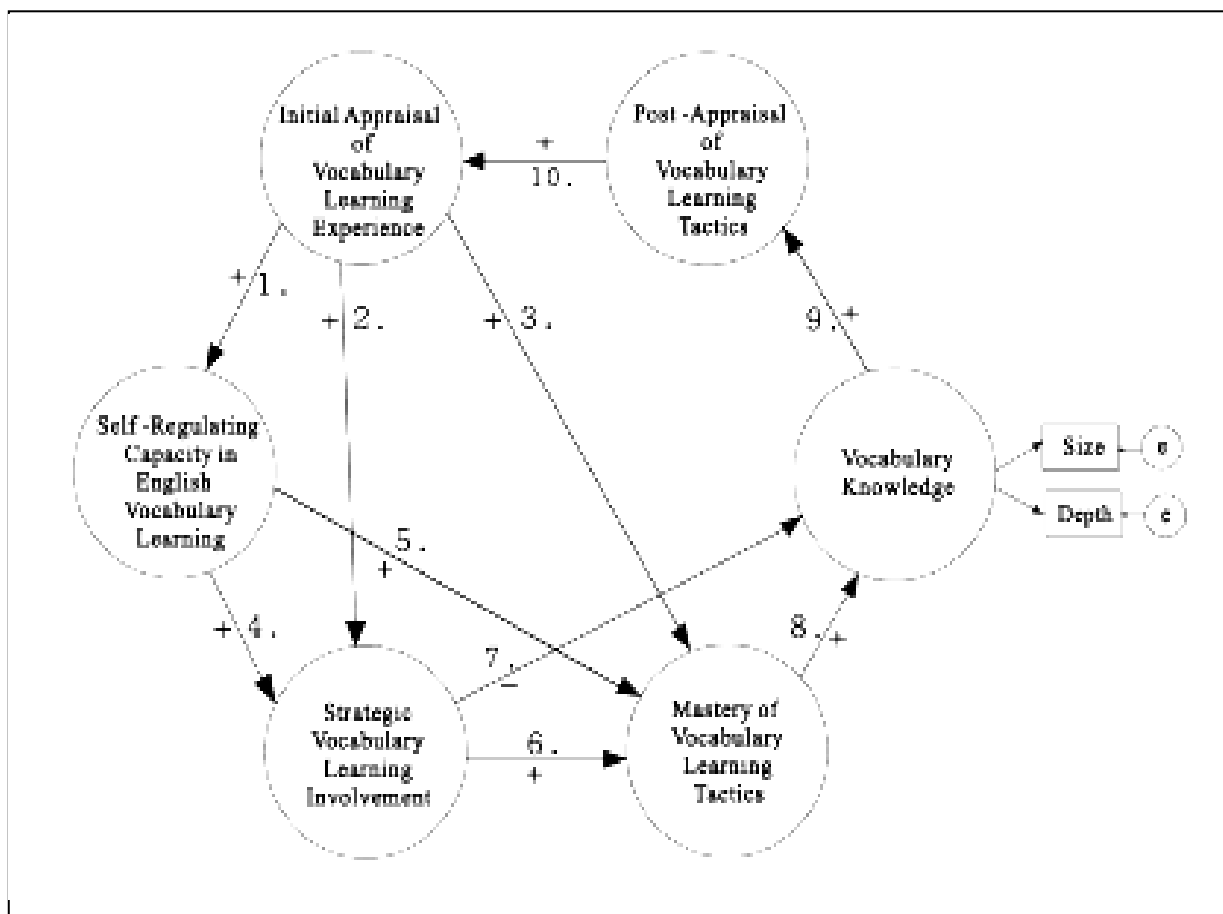 Initial Appraisal
of
Vocabulary
Learning
Experience
Post -Appraisal
of
Vocabulary
Learning
Tactics
+
10.
+ 1.
+ 2.
+ 3.
9. +
Self -Regulating
Capacity in
English
Vocabulary
Learning
Vocabulary
Knowledge
Size
e
Depth
e
5.
+
+ 4.
7.
–
8. +
Strategic
Vocabulary
Learning
Involvement
6.
+
Mastery of
Vocabulary
Learning
Tactics